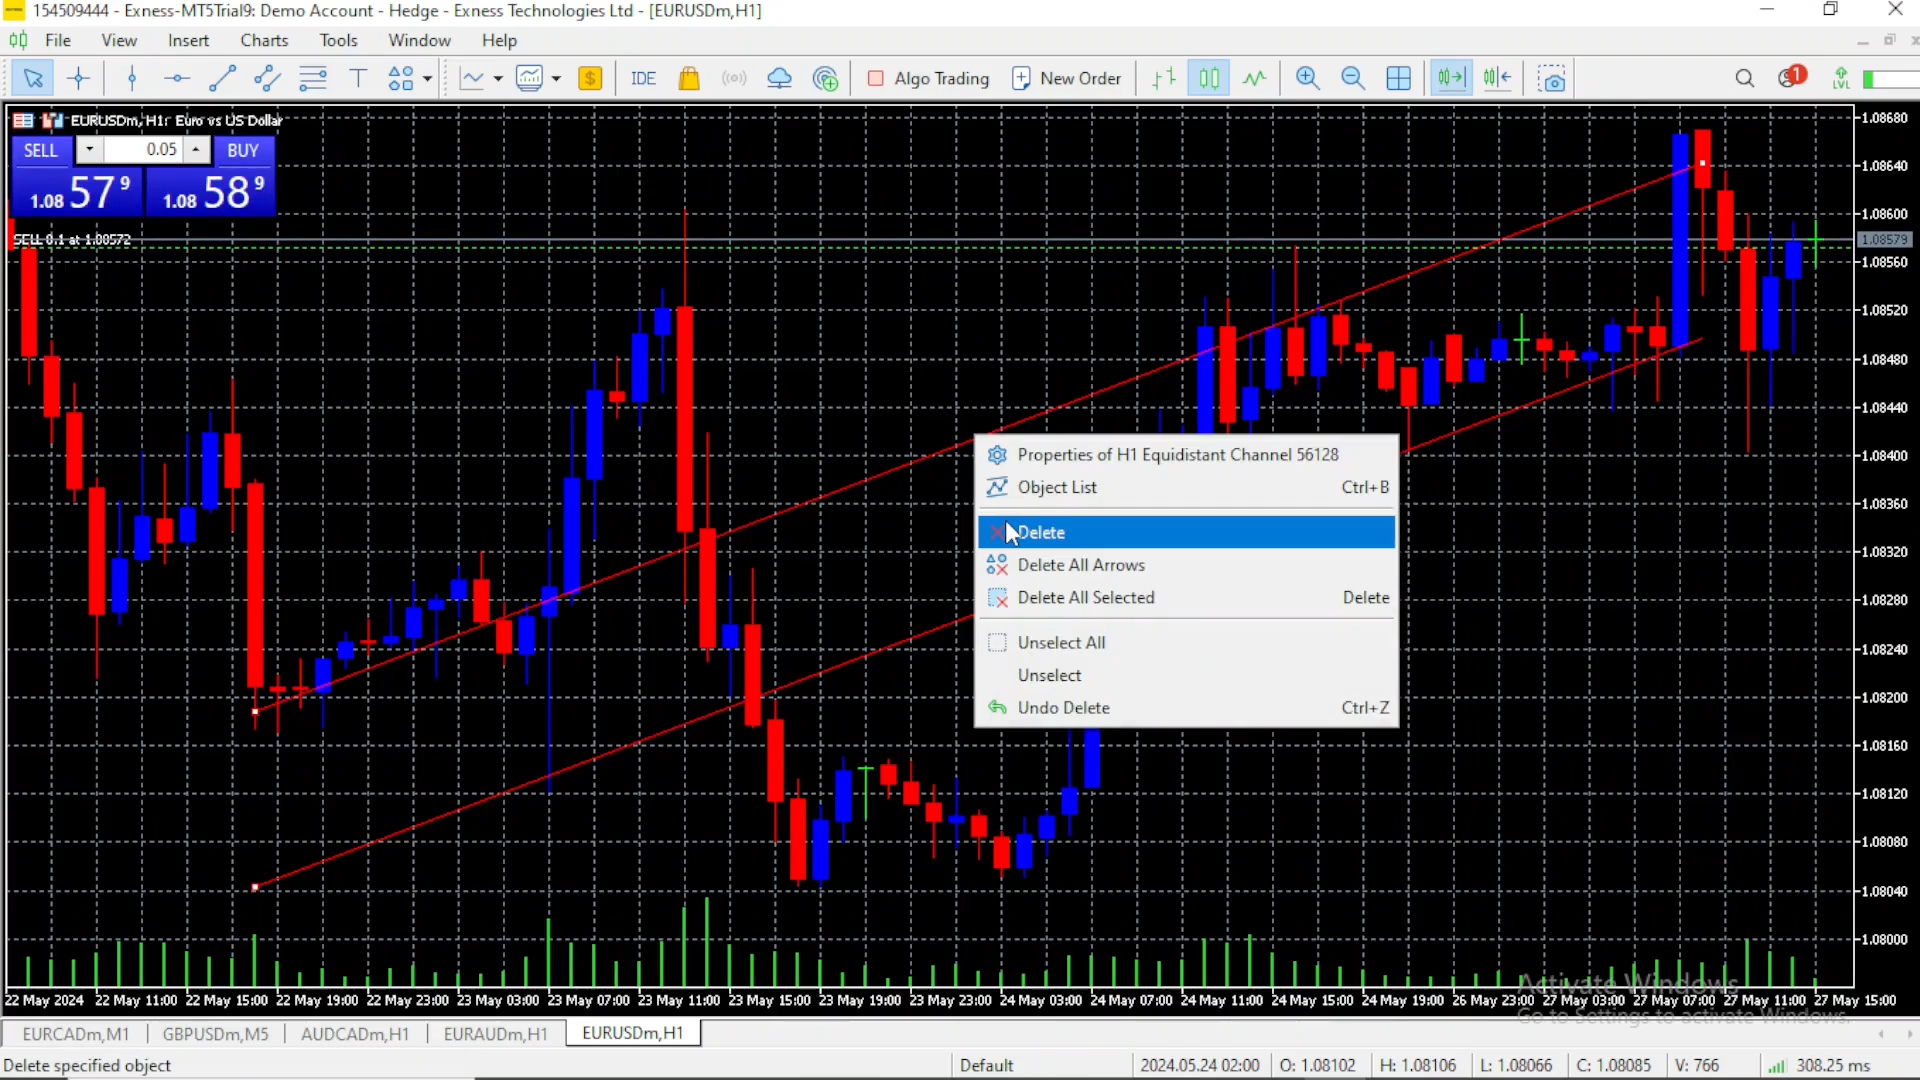 154509444 - Exness-MT5Trial9: Demo Account - Hedge - Exness Technologies Ltd - [EURUSDm,H1]
File View Insert Charts Tools Window Help
T $ IDE Algo Trading New Order 1 LVL
EURUSDm, H1: Euro vs US Dollar
SELL 0.05 BUY
1.08 57 9 1.08 58 9
SELL 0.1 at 1.08572
1.08680
1.08640
1.08600
1.08579
1.08560
1.08520
1.08480
1.08440
1.08400
1.08360
1.08320
1.08280
1.08240
1.08200
1.08160
1.08120
1.08080
1.08040
1.08000
Properties of H1 Equidistant Channel 56128
Object List Ctrl+B
Delete
Delete All Arrows
Delete All Selected Delete
Unselect All
Unselect
Undo Delete Ctrl+Z
Activate Windows
Go to Settings to activate Windows.
22 May 2024 22 May 11:00 22 May 15:00 22 May 19:00 22 May 23:00 23 May 03:00 23 May 07:00 23 May 11:00 23 May 15:00 23 May 19:00 23 May 23:00 24 May 03:00 24 May 07:00 24 May 11:00 24 May 15:00 24 May 19:00 26 May 23:00 27 May 03:00 27 May 07:00 27 May 11:00 27 May 15:00
EURCADm,M1 GBPUSDm,M5 AUDCADm,H1 EURAUDm,H1 EURUSDm,H1
Delete specified object Default 2024.05.24 02:00 O: 1.08102 H: 1.08106 L: 1.08066 C: 1.08085 V: 766 308.25 ms